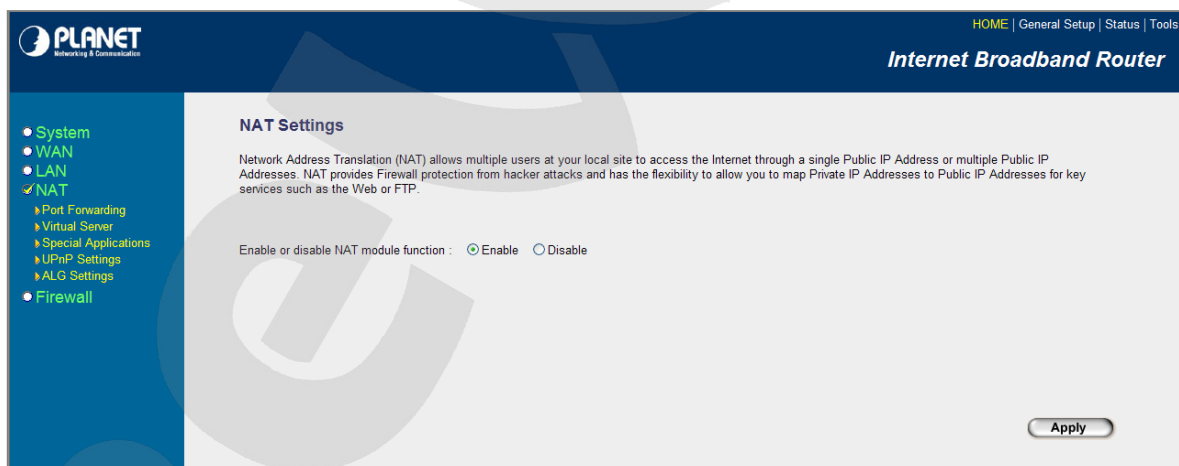 PLANET
Networking & Communication
HOME | General Setup | Status | Tools
Internet Broadband Router
System
WAN
LAN
NAT
Port Forwarding
Virtual Server
Special Applications
UPnP Settings
ALG Settings
Firewall
NAT Settings
Network Address Translation (NAT) allows multiple users at your local site to access the Internet through a single Public IP Address or multiple Public IP
Addresses. NAT provides Firewall protection from hacker attacks and has the flexibility to allow you to map Private IP Addresses to Public IP Addresses for key
services such as the Web or FTP.
Enable or disable NAT module function : Enable Disable
Apply